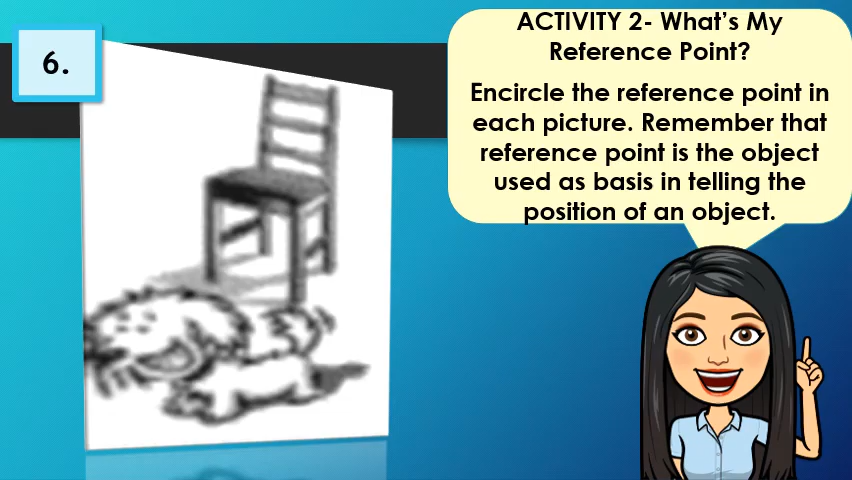 6.
ACTIVITY 2- What's My
Reference Point?
Encircle the reference point in
each picture. Remember that
reference point is the object
used as basis in telling the
position of an object.